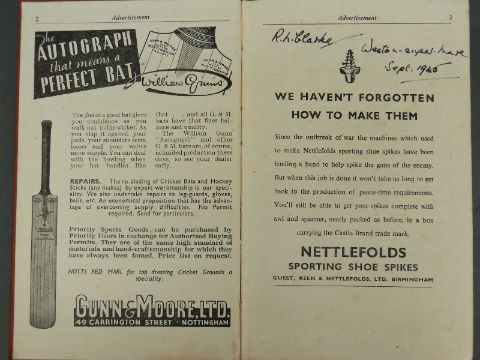 2
Advertisement
The
AUTOGRAPH
that means a
PERFECT BAT
William Gunn
The feel of a good bat gives
you confidence as you
walk out to the wicket. As
you slap it against your
pads, your shoulders seem
looser and your wrists
more supple. You can deal
with the bowling when
your bat handles like
that . . . and all G. & M.
bats have that finer bal-
ance and quality.
The William Gunn
"Autograph" and other
G. M. bats are, of course,
in limited production these
days, so see your dealer
early.
REPAIRS. The re-blading of Cricket Bats and Hockey
Sticks (any makes) by expert workmanship is our speci-
ality. We also undertake repairs to leg-guards, gloves,
balls, etc. An economical proposition that has the advan-
tage of overcoming supply difficulties. No Permit
required. Send for particulars.
Priority Sports Goods can be purchased by
Priority Users in exchange for Authorized Buying
Permits. They are of the same high standard of
materials and hand-craftsmanship for which they
have always been famed. Price list on request.
NOTTS RED MARL for top dressing Cricket Grounds a
speciality.
GUNN & MOORE, LTD.
49 CARRINGTON STREET · NOTTINGHAM
Advertisement
3
R. L. Clarke
Weston-super-Mare
Sept. 1945
WE HAVEN'T FORGOTTEN
HOW TO MAKE THEM
Since the outbreak of war the machines which used
to make Nettlefolds sporting shoe spikes have been
lending a hand to help spike the guns of the enemy.
But when this job is done it won't take us long to get
back to the production of peace-time requirements.
You'll still be able to get your spikes complete with
awl and spanner, neatly packed as before, in a box
carrying the Castle Brand trade mark.
NETTLEFOLDS
SPORTING SHOE SPIKES
GUEST, KEEN & NETTLEFOLDS, LTD. BIRMINGHAM